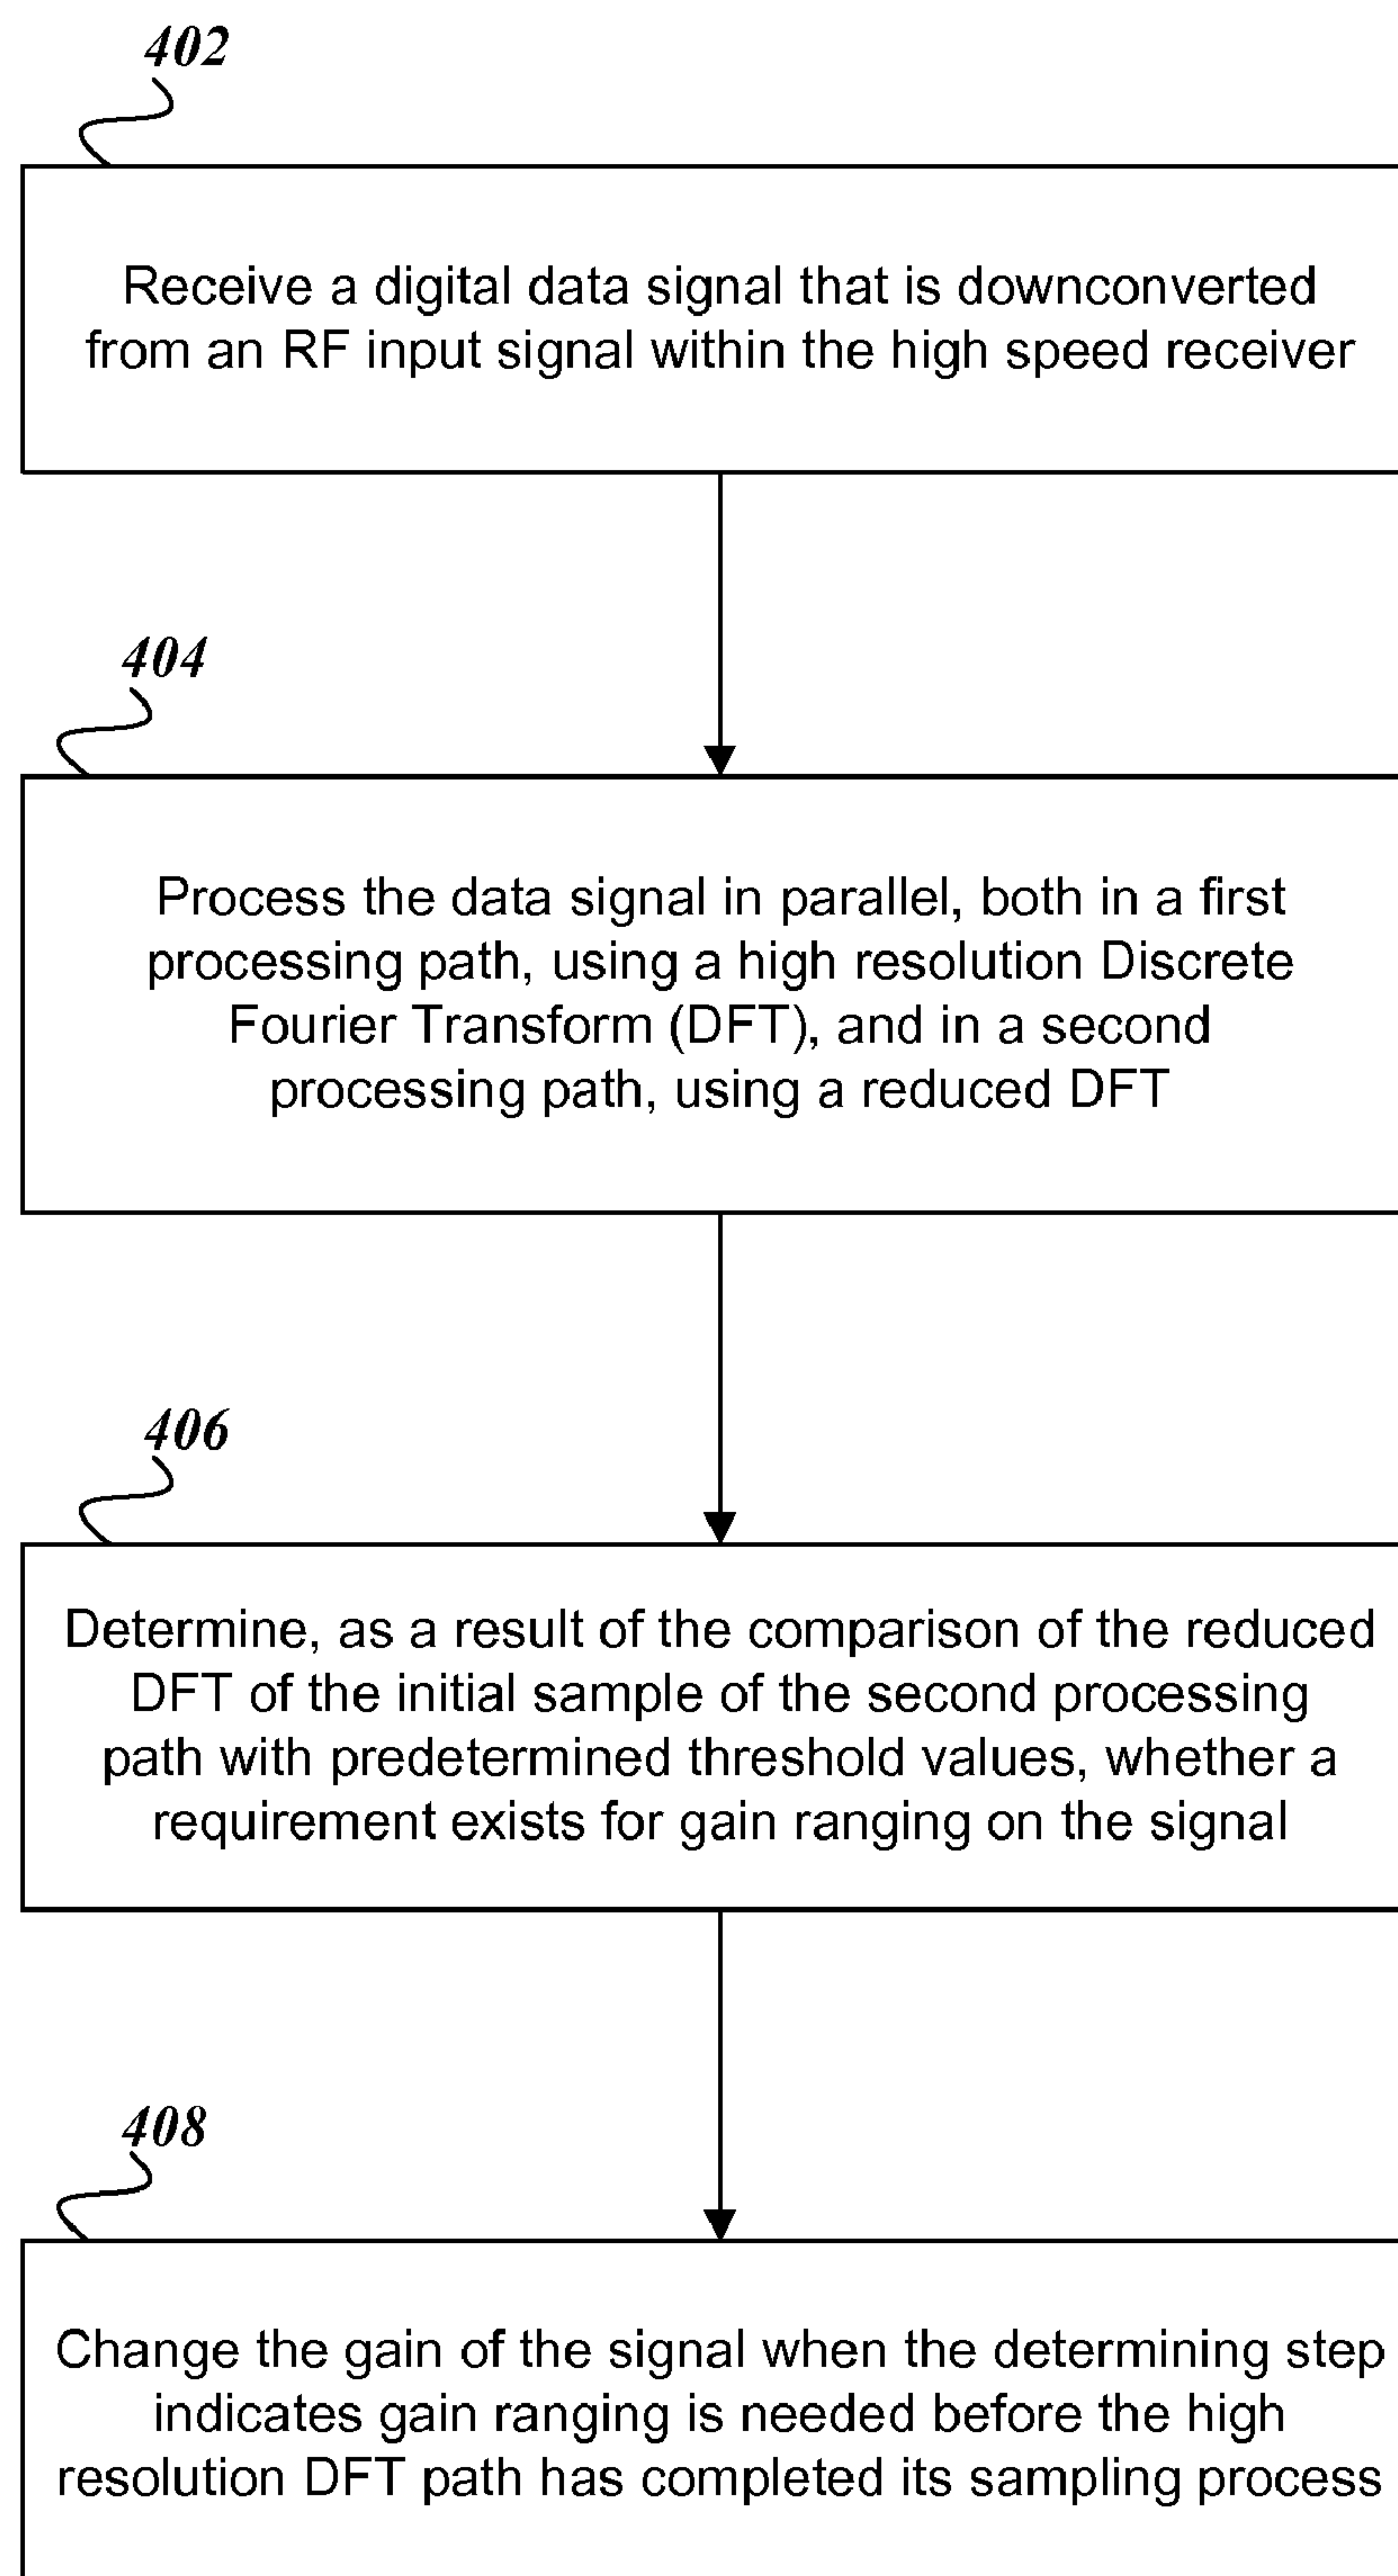 402
Receive a digital data signal that is downconverted
from an RF input signal within the high speed receiver
404
Process the data signal in parallel, both in a first
processing path, using a high resolution Discrete
Fourier Transform (DFT), and in a second
processing path, using a reduced DFT
406
Determine, as a result of the comparison of the reduced
DFT of the initial sample of the second processing
path with predetermined threshold values, whether a
requirement exists for gain ranging on the signal
408
Change the gain of the signal when the determining step
indicates gain ranging is needed before the high
resolution DFT path has completed its sampling process